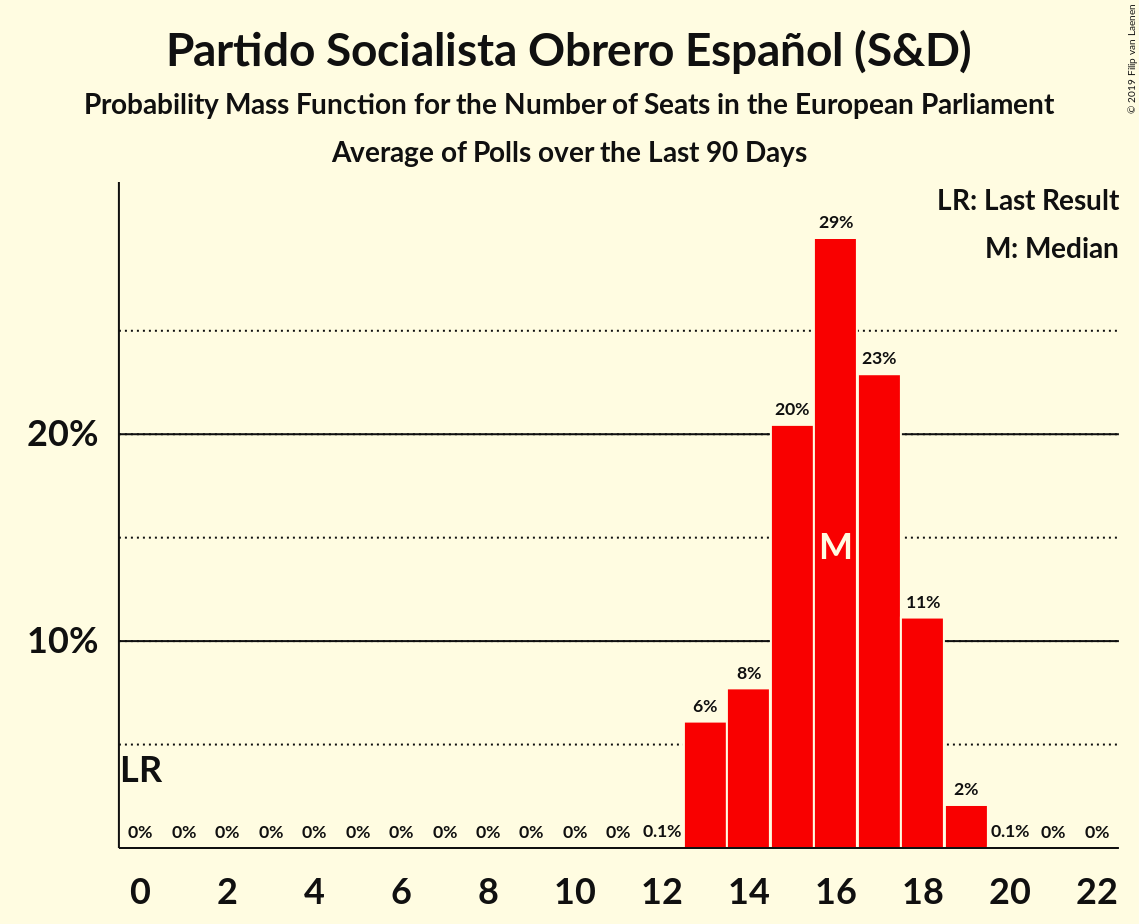 Partido Socialista Obrero Español (S&D)
Probability Mass Function for the Number of Seats in the European Parliament
Average of Polls over the Last 90 Days
© 2019 Filip van Laenen
LR: Last Result
M: Median
29%
23%
20%
20%
M
11%
10%
8%
6%
LR
2%
0% 0% 0% 0% 0% 0% 0% 0% 0% 0% 0% 0% 0.1% 0.1% 0% 0%
0 2 4 6 8 10 12 14 16 18 20 22